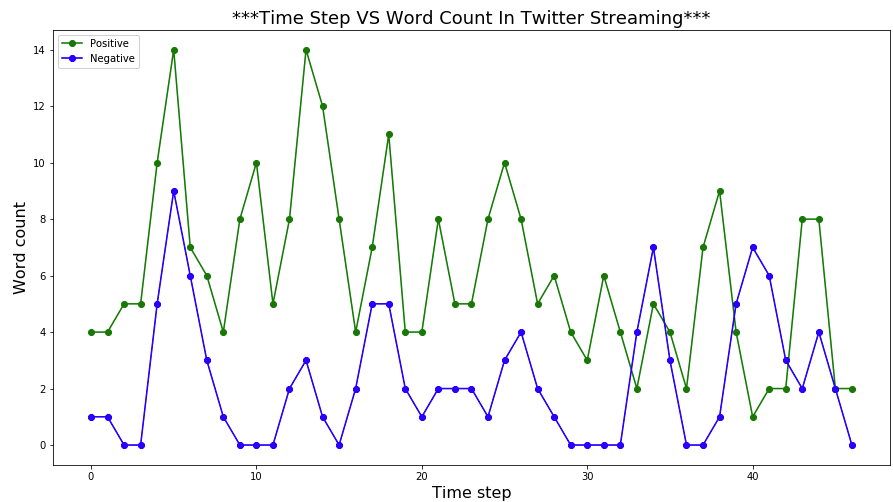 ***Time Step VS Word Count In Twitter Streaming***
Positive
Negative
14
12
10
8
6
4
2
0
Word count
0 10 20 30 40
Time step